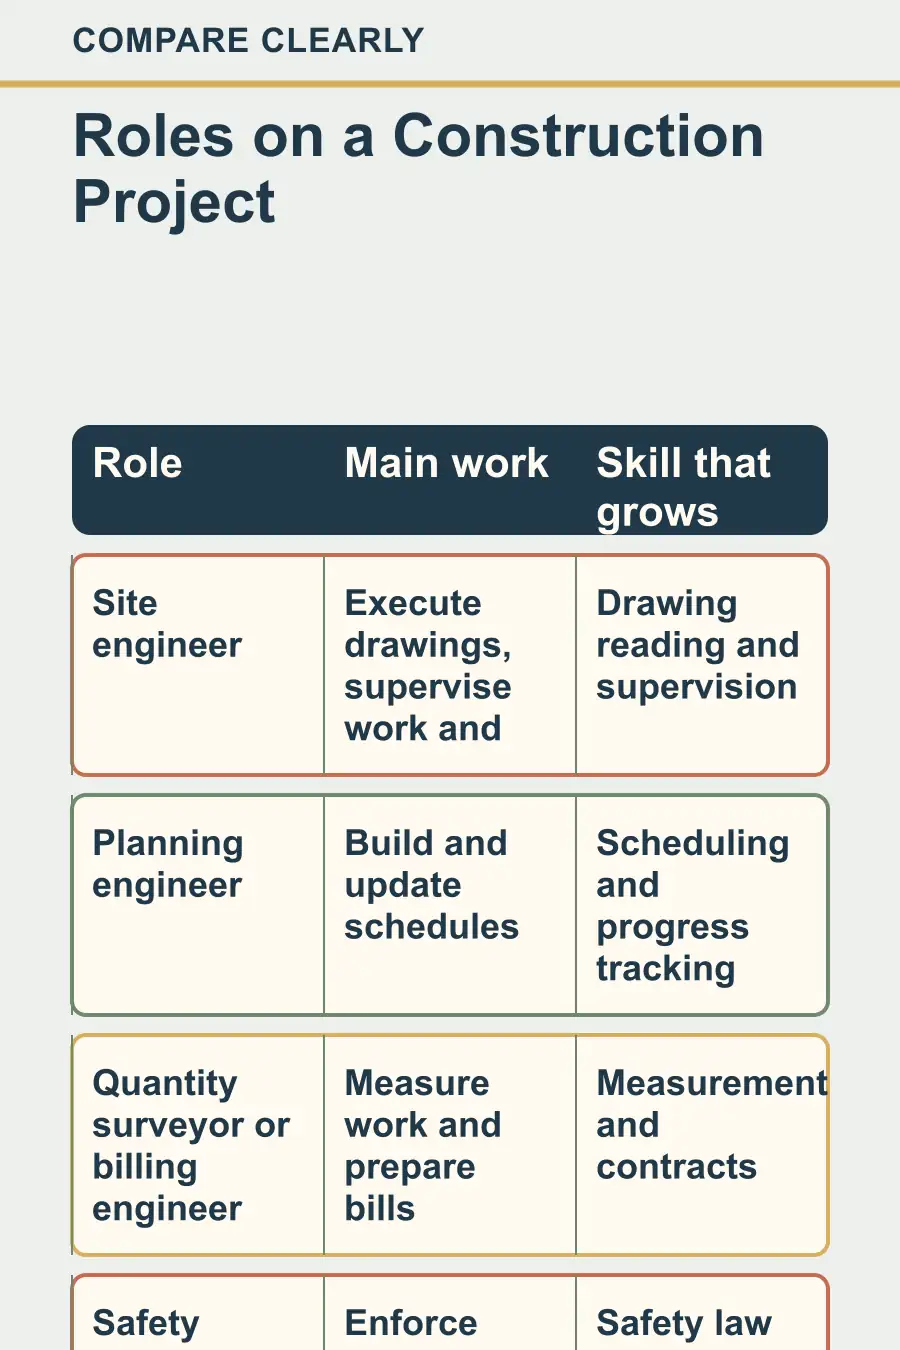 COMPARE CLEARLY
Roles on a Construction
Project
Role
Main work
Skill that
grows
Site
engineer
Execute
drawings,
supervise
work and
Drawing
reading and
supervision
Planning
engineer
Build and
update
schedules
Scheduling
and
progress
tracking
Quantity
surveyor or
billing
engineer
Measure
work and
prepare
bills
Measurement
and
contracts
Safety
Enforce
Safety law